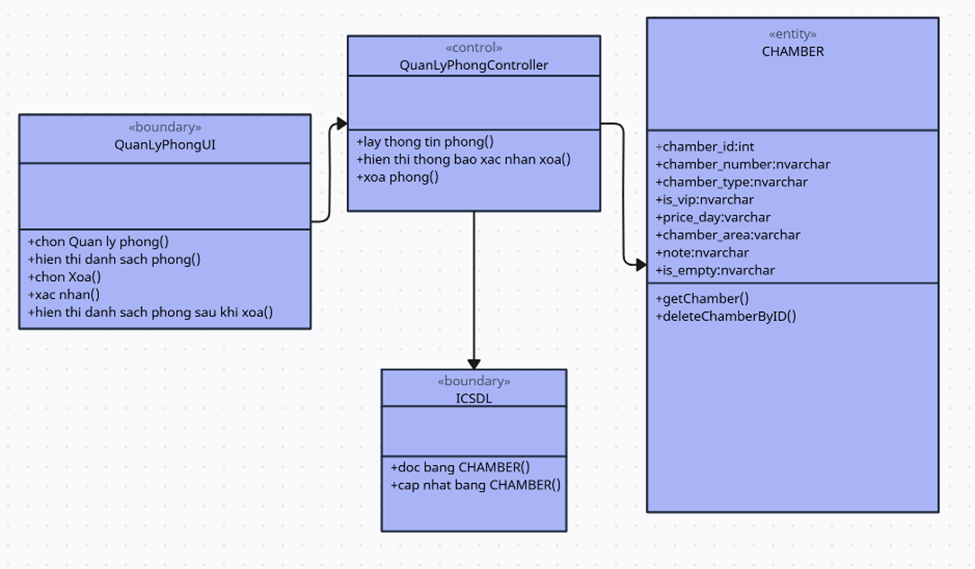 «boundary»
QuanLyPhongUI
+chon Quan ly phong()
+hien thi danh sach phong()
+chon Xoa()
+xac nhan()
+hien thi danh sach phong sau khi xoa()
«control»
QuanLyPhongController
+lay thong tin phong()
+hien thi thong bao xac nhan xoa()
+xoa phong()
«boundary»
ICSDL
+doc bang CHAMBER()
+cap nhat bang CHAMBER()
«entity»
CHAMBER
+chamber_id:int
+chamber_number:nvarchar
+chamber_type:nvarchar
+is_vip:nvarchar
+price_day:varchar
+chamber_area:varchar
+note:nvarchar
+is_empty:nvarchar
+getChamber()
+deleteChamberByID()